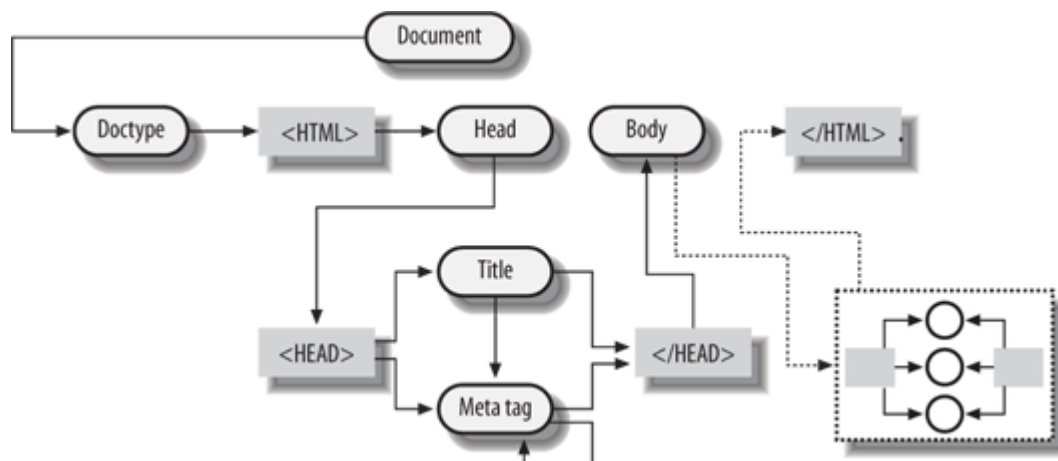 Document
Doctype
<HTML>
Head
Body
</HTML> .
Title
<HEAD>
</HEAD>
Meta tag